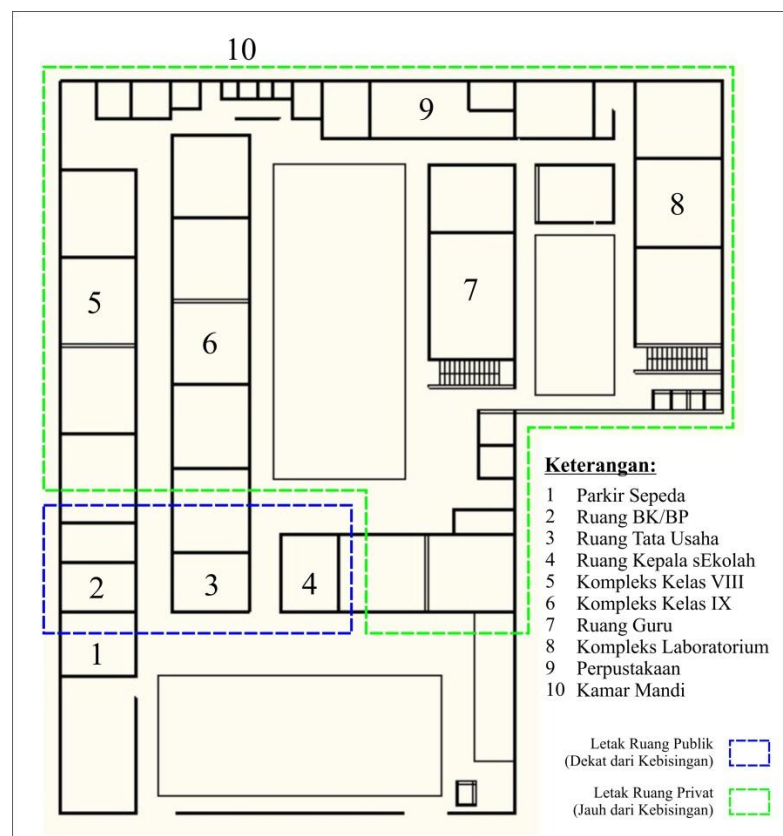 10
9
8
5
7
6
2
3
4
1
Keterangan:
1 Parkir Sepeda
2 Ruang BK/BP
3 Ruang Tata Usaha
4 Ruang Kepala sEkolah
5 Kompleks Kelas VIII
6 Kompleks Kelas IX
7 Ruang Guru
8 Kompleks Laboratorium
9 Perpustakaan
10 Kamar Mandi
Letak Ruang Publik
(Dekat dari Kebisingan)
Letak Ruang Privat
(Jauh dari Kebisingan)